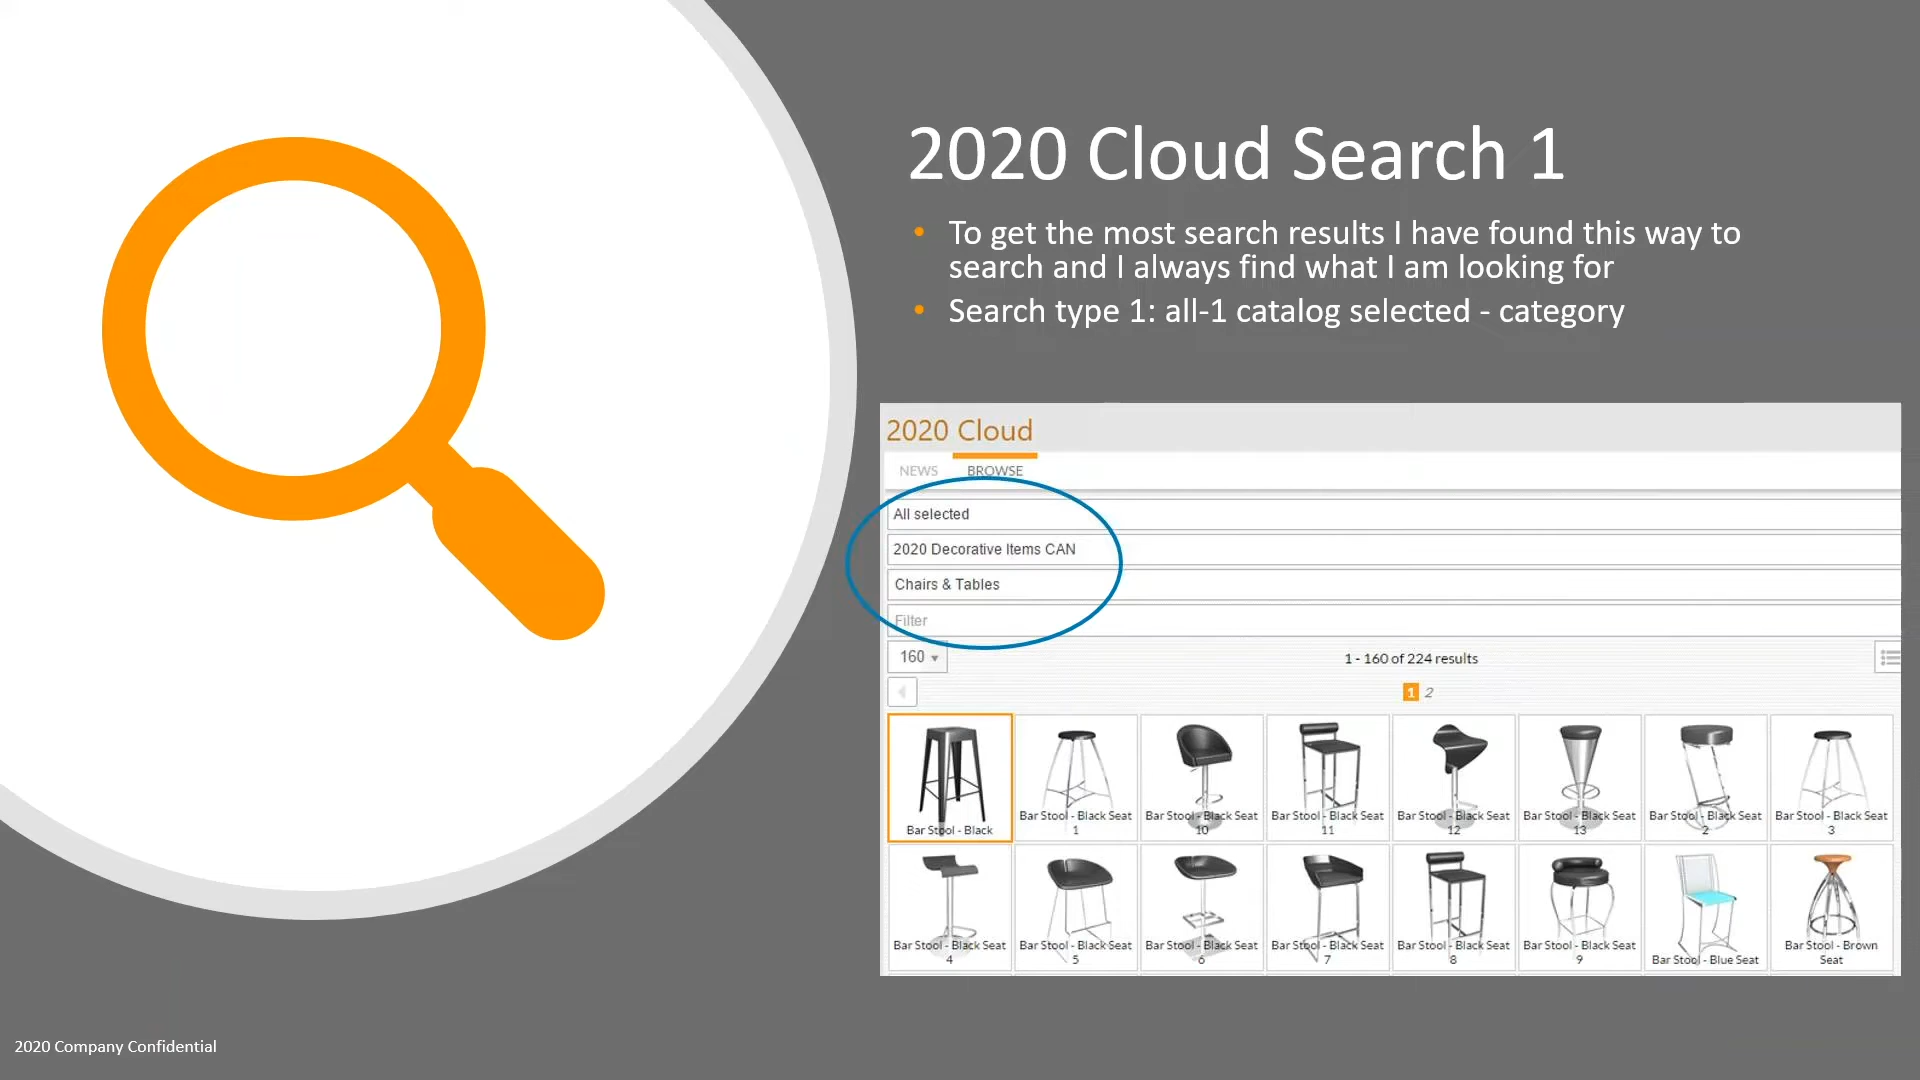 2020 Cloud Search 1
• To get the most search results I have found this way to
search and I always find what I am looking for
• Search type 1: all-1 catalog selected - category
2020 Cloud
NEWS BROWSE
All selected
2020 Decorative Items CAN
Chairs & Tables
Filter
160
1 - 160 of 224 results
1 2
Bar Stool - Black
Bar Stool - Black Seat
1
Bar Stool - Black Seat
10
Bar Stool - Black Seat
11
Bar Stool - Black Seat
12
Bar Stool - Black Seat
13
Bar Stool - Black Seat
2
Bar Stool - Black Seat
3
Bar Stool - Black Seat
4
Bar Stool - Black Seat
5
Bar Stool - Black Seat
6
Bar Stool - Black Seat
7
Bar Stool - Black Seat
8
Bar Stool - Black Seat
9
Bar Stool - Blue Seat
Bar Stool - Brown
Seat
2020 Company Confidential